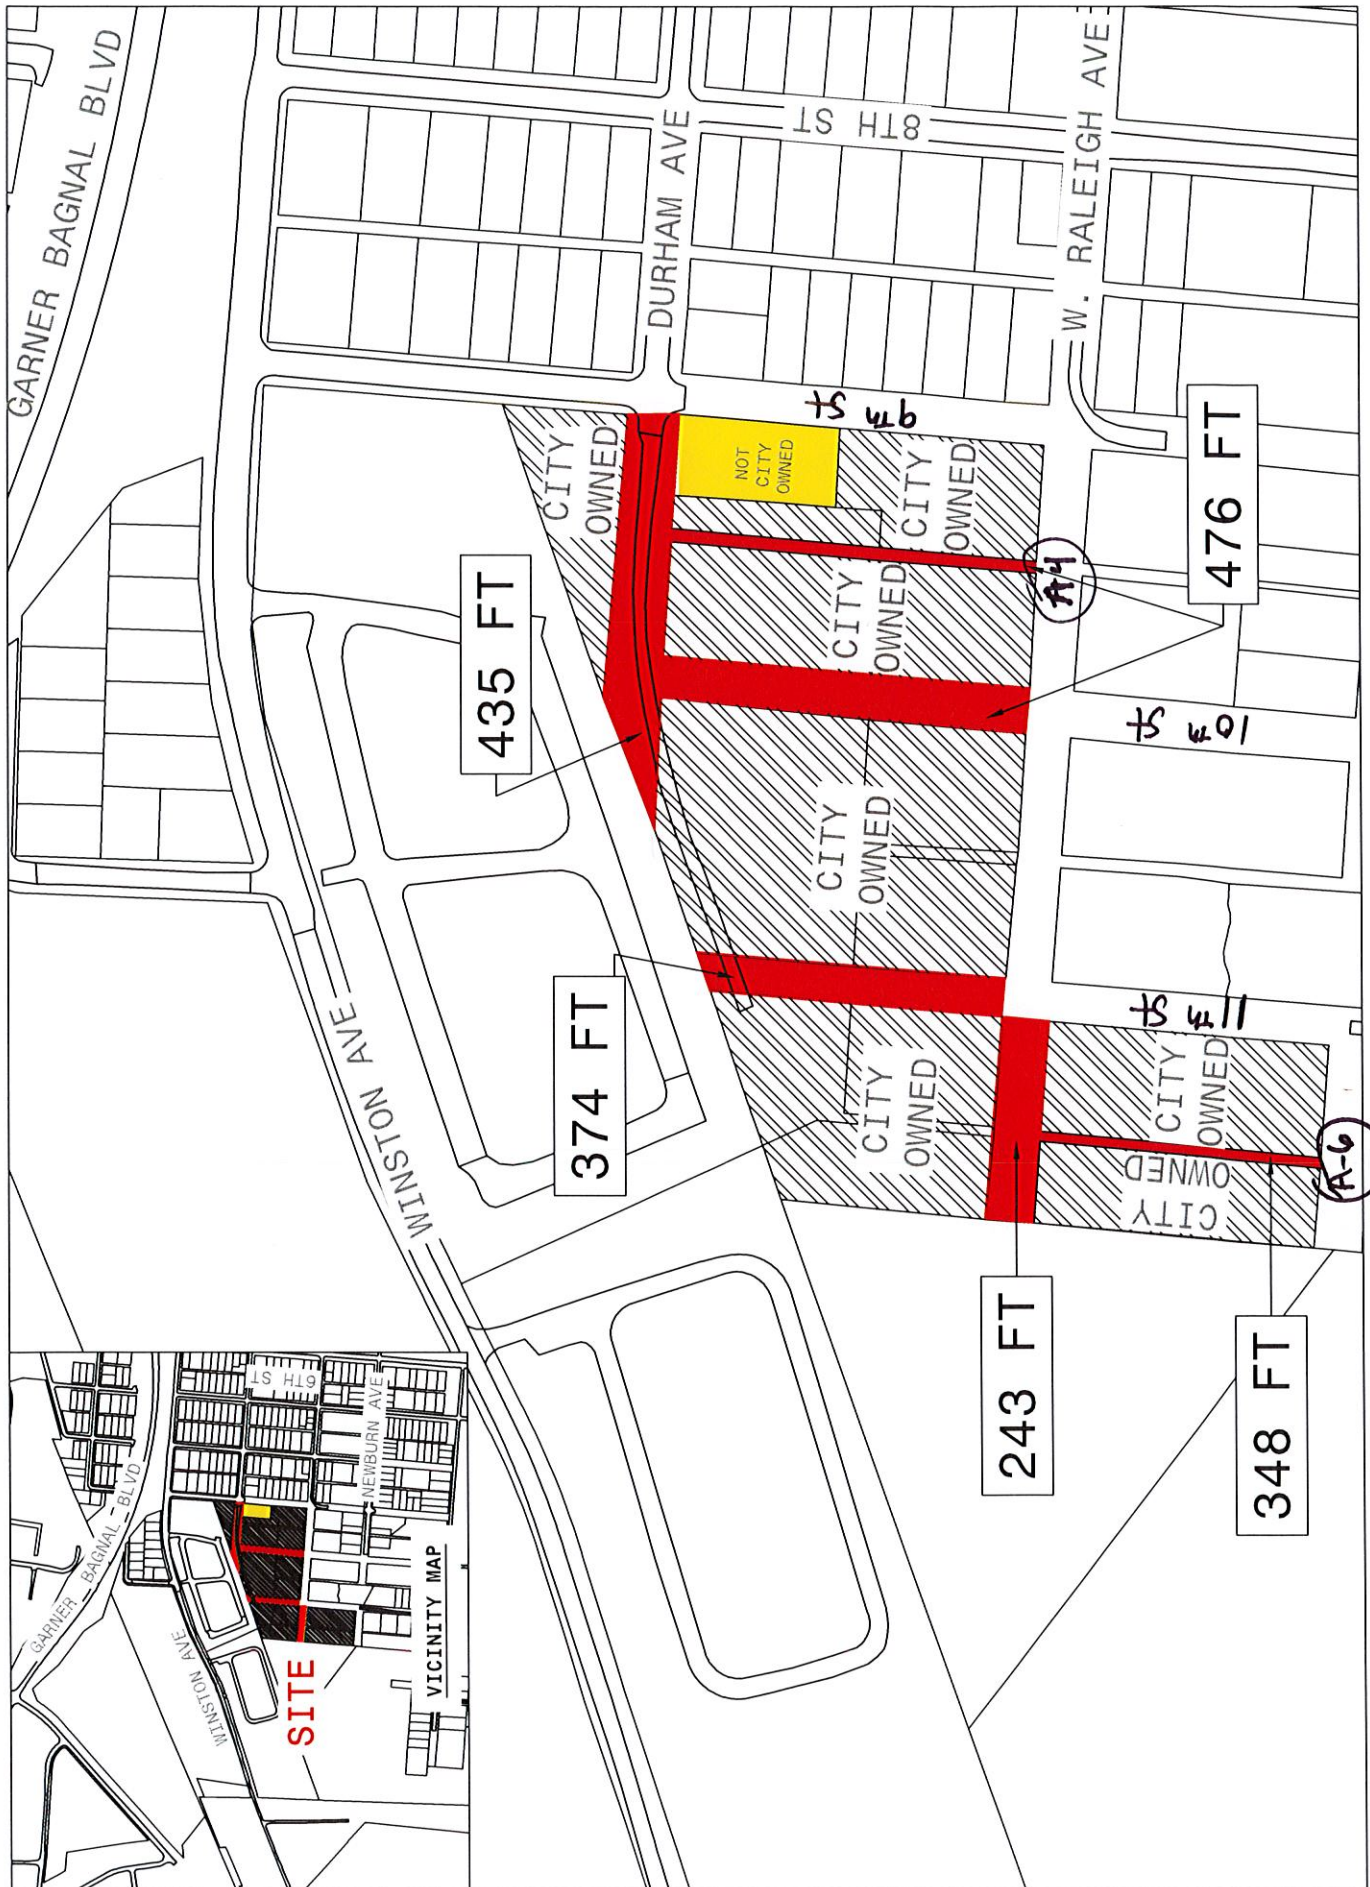 GARNER BAGNAL BLVD
GARNER BAGNAL BLVD
8TH ST
DURHAM AVE
W. RALEIGH AVE
9TH St
CITY
OWNED
NOT
CITY
OWNED
CITY
OWNED
476 FT
435 FT
CITY
OWNED
A-4
10TH St
CITY
OWNED
374 FT
WINSTON AVE
11TH St
CITY
OWNED
CITY
OWNED
CITY
OWNED
A-6
243 FT
348 FT
6TH ST
NEWBURN AVE
GARNER BAGNAL BLVD
WINSTON AVE
SITE
VICINITY MAP